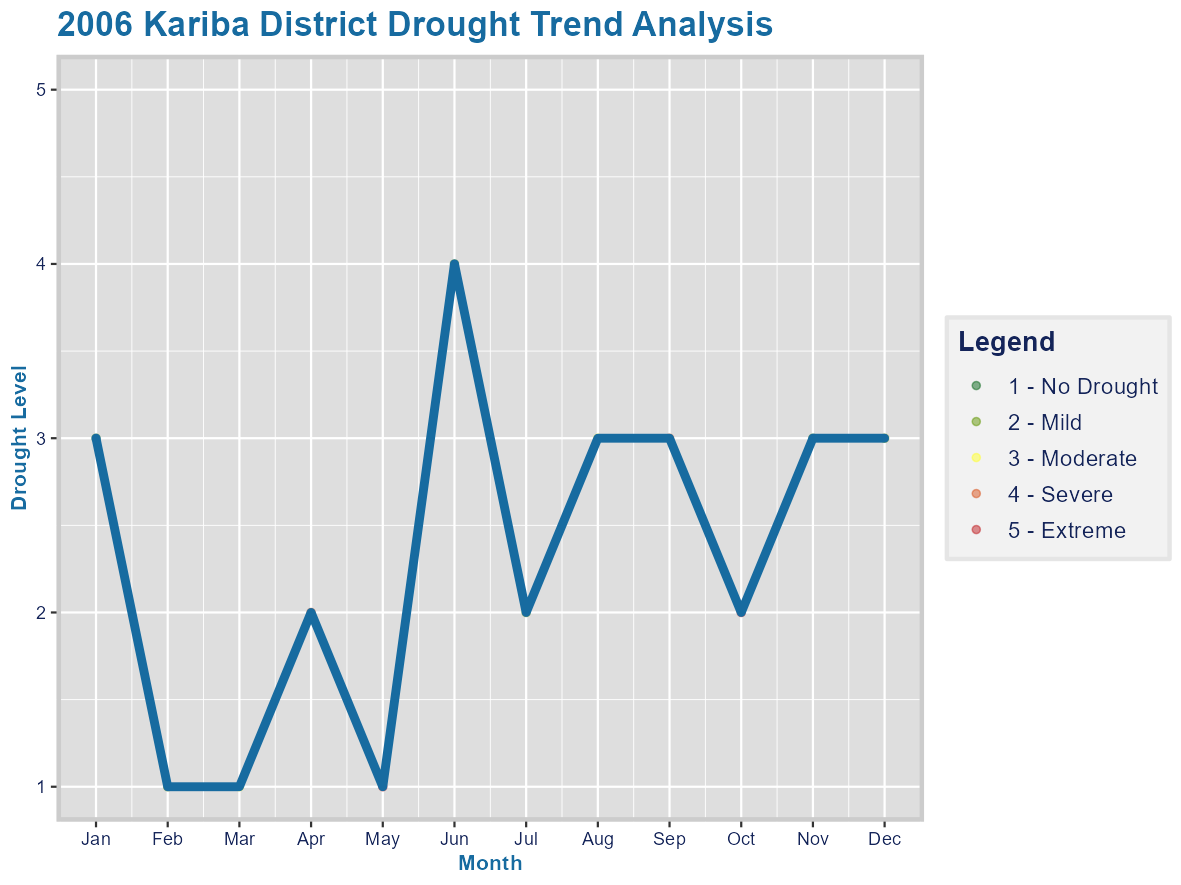 2006 Kariba District Drought Trend Analysis
5
4
3
2
1
Drought Level
Jan Feb Mar Apr May Jun Jul Aug Sep Oct Nov Dec
Month
Legend
1 - No Drought
2 - Mild
3 - Moderate
4 - Severe
5 - Extreme